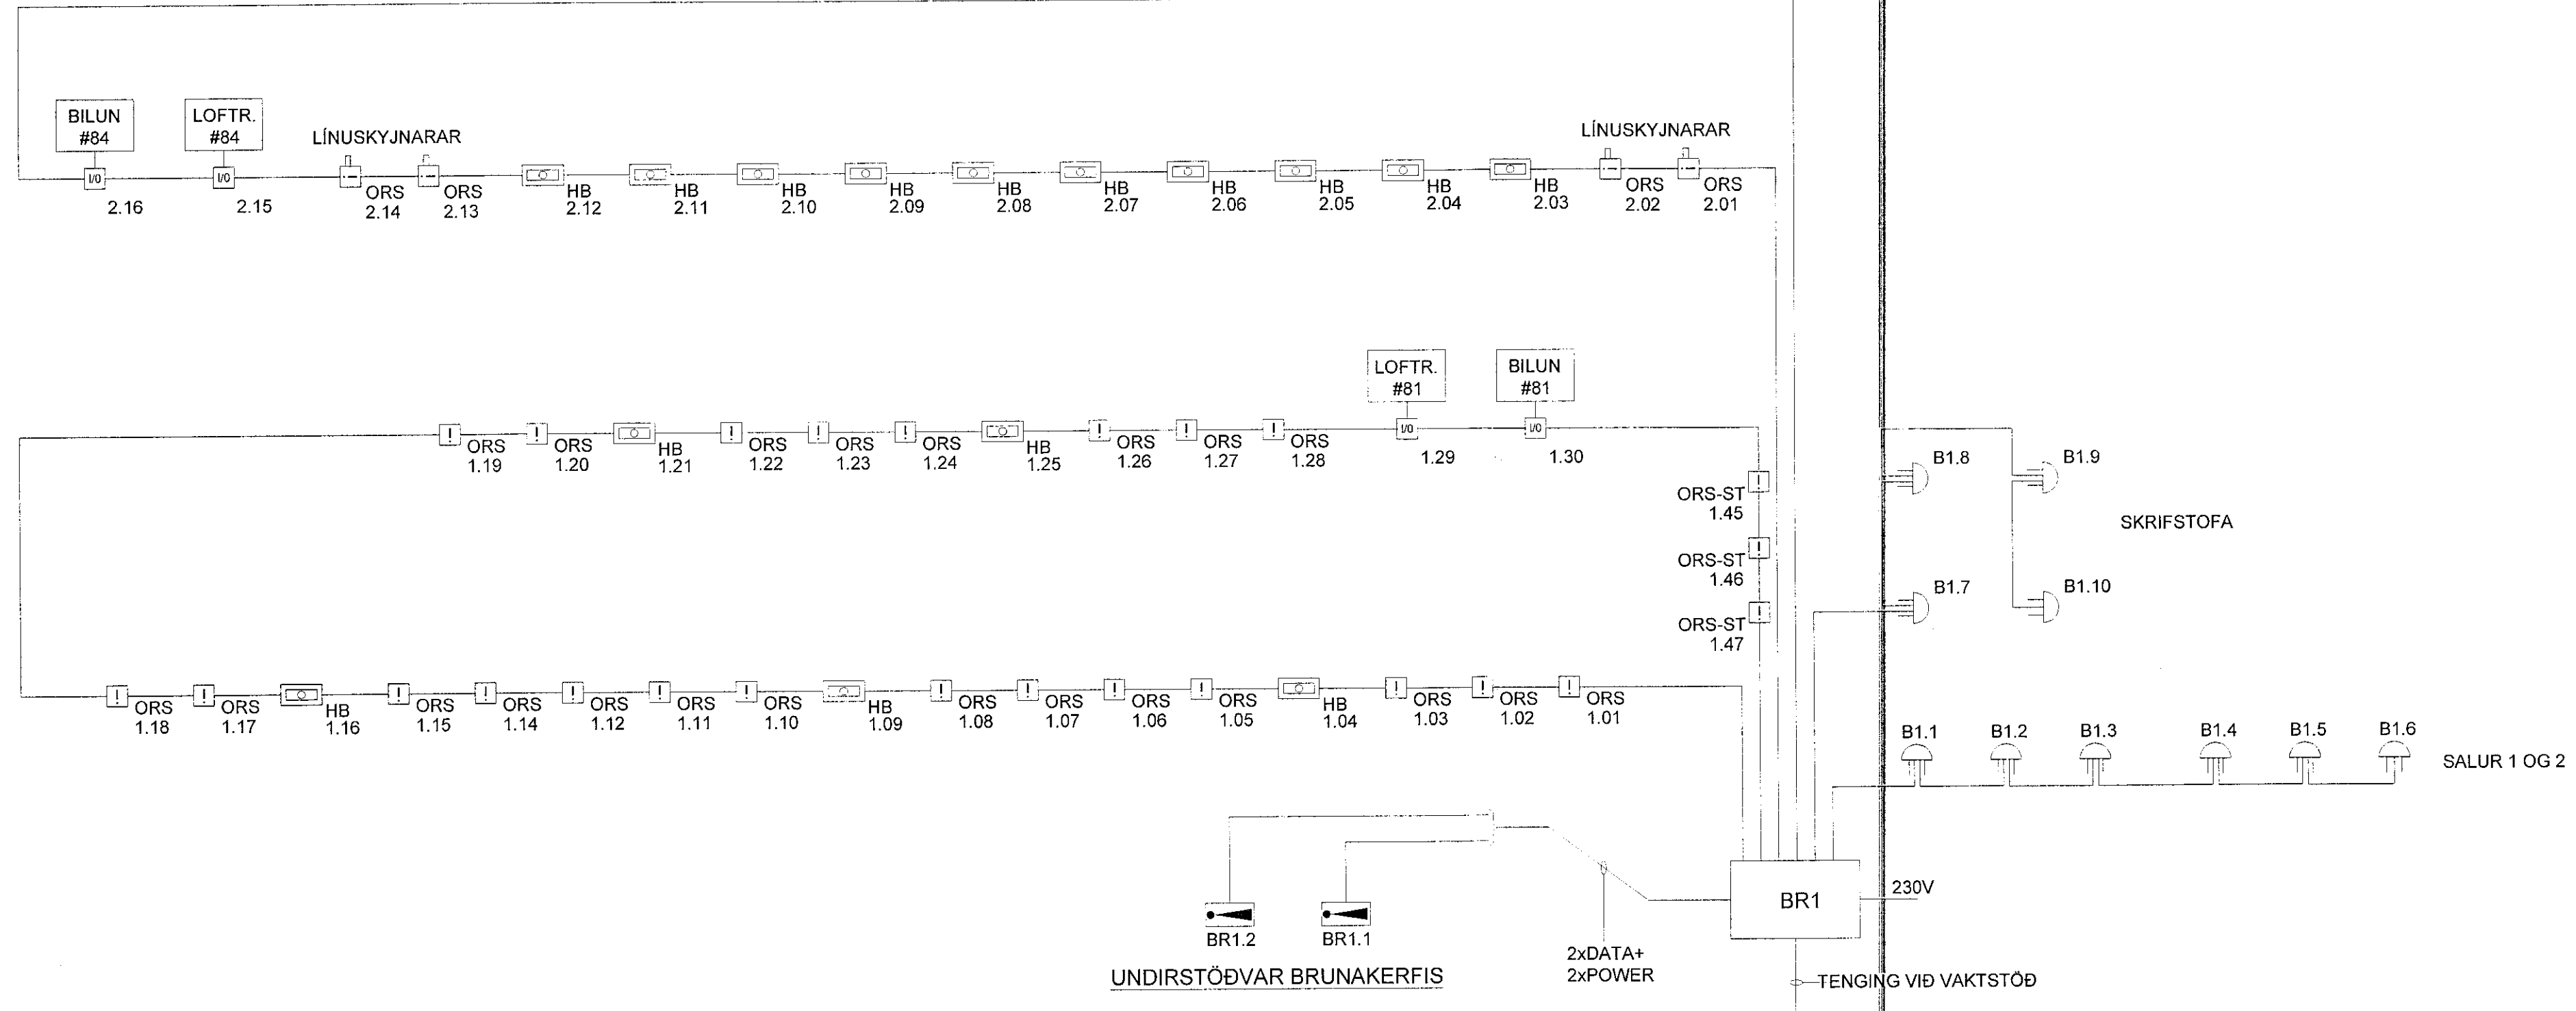 BILUN
#84
LOFTR.
#84
LÍNUSKYJNARAR
LÍNUSKYJNARAR
I/O
2.16
I/O
2.15
ORS
2.14
ORS
2.13
HB
2.12
HB
2.11
HB
2.10
HB
2.09
HB
2.08
HB
2.07
HB
2.06
HB
2.05
HB
2.04
HB
2.03
ORS
2.02
ORS
2.01
LOFTR.
#81
BILUN
#81
! ORS
1.19
! ORS
1.20
HB
1.21
! ORS
1.22
! ORS
1.23
! ORS
1.24
HB
1.25
! ORS
1.26
! ORS
1.27
! ORS
1.28
I/O
1.29
I/O
1.30
ORS-ST !
1.45
ORS-ST !
1.46
ORS-ST !
1.47
B1.8
B1.9
SKRIFSTOFA
B1.7
B1.10
! ORS
1.18
! ORS
1.17
HB
1.16
! ORS
1.15
! ORS
1.14
! ORS
1.12
! ORS
1.11
! ORS
1.10
HB
1.09
! ORS
1.08
! ORS
1.07
! ORS
1.06
! ORS
1.05
HB
1.04
! ORS
1.03
! ORS
1.02
! ORS
1.01
B1.1
B1.2
B1.3
B1.4
B1.5
B1.6
SALUR 1 OG 2
BR1
230V
BR1.2
BR1.1
2xDATA+
2xPOWER
UNDIRSTÖÐVAR BRUNAKERFIS
TENGING VIÐ VAKTSTÖÐ